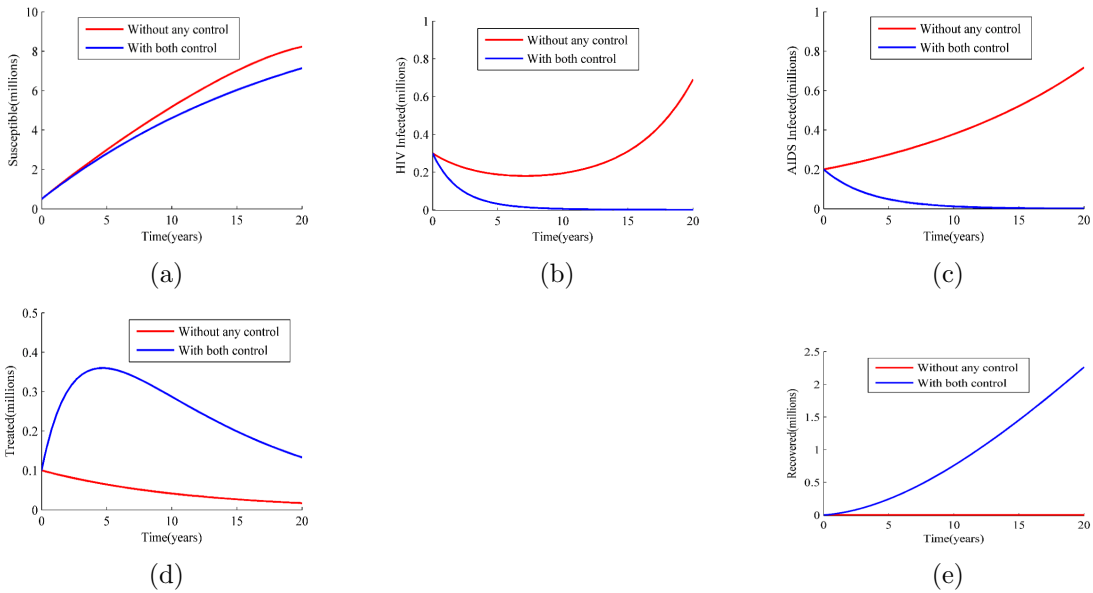 10
8
6
4
2
0
Susceptible(millions)
Without any control
With both control
0 5 10 15 20
Time(years)
(a)
1
0.8
0.6
0.4
0.2
0
HIV Infected(millions)
Without any control
With both control
0 5 10 15 20
Time(years)
(b)
1
0.8
0.6
0.4
0.2
0
AIDS Infected(millions)
Without any control
With both control
0 5 10 15 20
Time(years)
(c)
0.5
0.4
0.3
0.2
0.1
0
Treated(millions)
Without any control
With both control
0 5 10 15 20
Time(years)
(d)
2.5
2
1.5
1
0.5
0
Recovered(millions)
Without any control
With both control
0 5 10 15 20
Time(years)
(e)